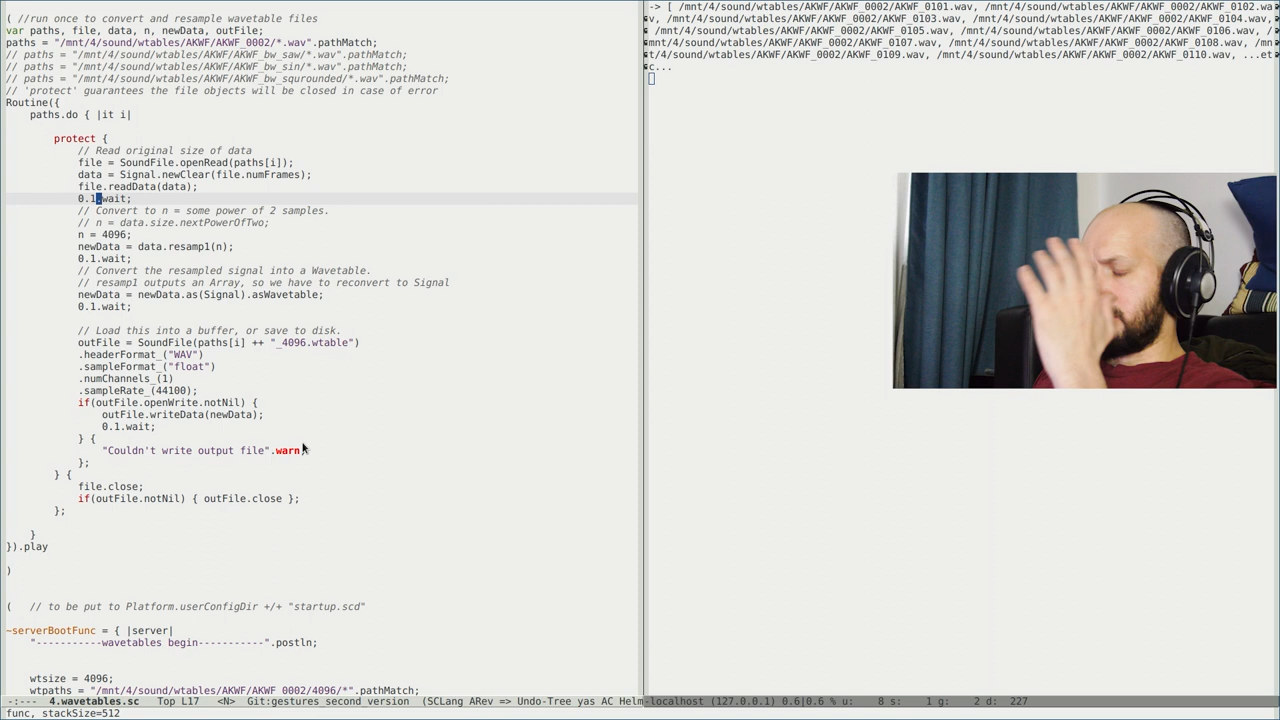 ( //run once to convert and resample wavetable files
var paths, file, data, n, newData, outFile;
paths = "/mnt/4/sound/wtables/AKWF/AKWF_0002/*.wav".pathMatch;
// paths = "/mnt/4/sound/wtables/AKWF/AKWF_bw_saw/*.wav".pathMatch;
// paths = "/mnt/4/sound/wtables/AKWF/AKWF_bw_sin/*.wav".pathMatch;
// paths = "/mnt/4/sound/wtables/AKWF/AKWF_bw_squrounded/*.wav".pathMatch;
// 'protect' guarantees the file objects will be closed in case of error
Routine({
paths.do { |it i|
protect {
// Read original size of data
file = SoundFile.openRead(paths[i]);
data = Signal.newClear(file.numFrames);
file.readData(data);
0.1.wait;
// Convert to n = some power of 2 samples.
// n = data.size.nextPowerOfTwo;
n = 4096;
newData = data.resamp1(n);
0.1.wait;
// Convert the resampled signal into a Wavetable.
// resamp1 outputs an Array, so we have to reconvert to Signal
newData = newData.as(Signal).asWavetable;
0.1.wait;
// Load this into a buffer, or save to disk.
outFile = SoundFile(paths[i] ++ "_4096.wtable")
.headerFormat_("WAV")
.sampleFormat_("float")
.numChannels_(1)
.sampleRate_(44100);
if(outFile.openWrite.notNil) {
outFile.writeData(newData);
0.1.wait;
} {
"Couldn't write output file".warn;
};
} {
file.close;
if(outFile.notNil) { outFile.close };
};
}
}).play
)
( // to be put to Platform.userConfigDir +/+ "startup.scd"
~serverBootFunc = { |server|
"-----------wavetables begin-----------".postln;
wtsize = 4096;
wtpaths = "/mnt/4/sound/wtables/AKWF/AKWF_0002/4096/*".pathMatch;
-:--- 4.wavetables.sc Top L17 <N> Git:gestures second version (SCLang ARev => Undo-Tree yas AC Helm
func, stackSize=512
-> [ /mnt/4/sound/wtables/AKWF/AKWF_0002/AKWF_0101.wav, /mnt/4/sound/wtables/AKWF/AKWF_0002/AKWF_0102.wa
v, /mnt/4/sound/wtables/AKWF/AKWF_0002/AKWF_0103.wav, /mnt/4/sound/wtables/AKWF/AKWF_0002/AKWF_0104.wav,
/mnt/4/sound/wtables/AKWF/AKWF_0002/AKWF_0105.wav, /mnt/4/sound/wtables/AKWF/AKWF_0002/AKWF_0106.wav, /
mnt/4/sound/wtables/AKWF/AKWF_0002/AKWF_0107.wav, /mnt/4/sound/wtables/AKWF/AKWF_0002/AKWF_0108.wav, /mn
t/4/sound/wtables/AKWF/AKWF_0002/AKWF_0109.wav, /mnt/4/sound/wtables/AKWF/AKWF_0002/AKWF_0110.wav, ...et
c...
-localhost (127.0.0.1) 0.6|0.6 % u: 8 s: 1 g: 2 d: 227